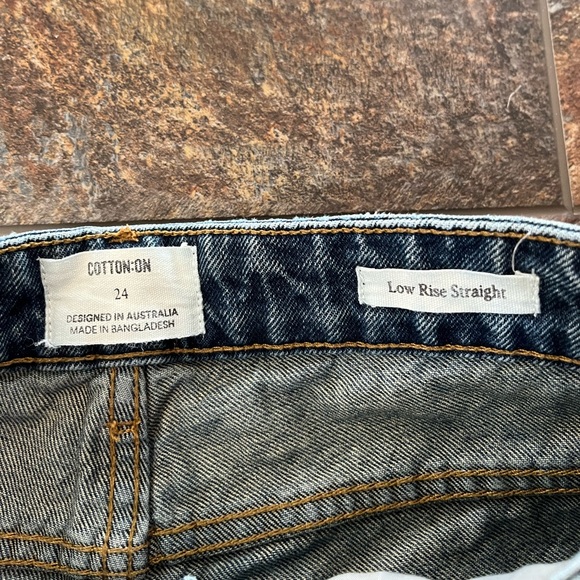 COTTON:ON
24
DESIGNED IN AUSTRALIA
MADE IN BANGLADESH
Low Rise Straight